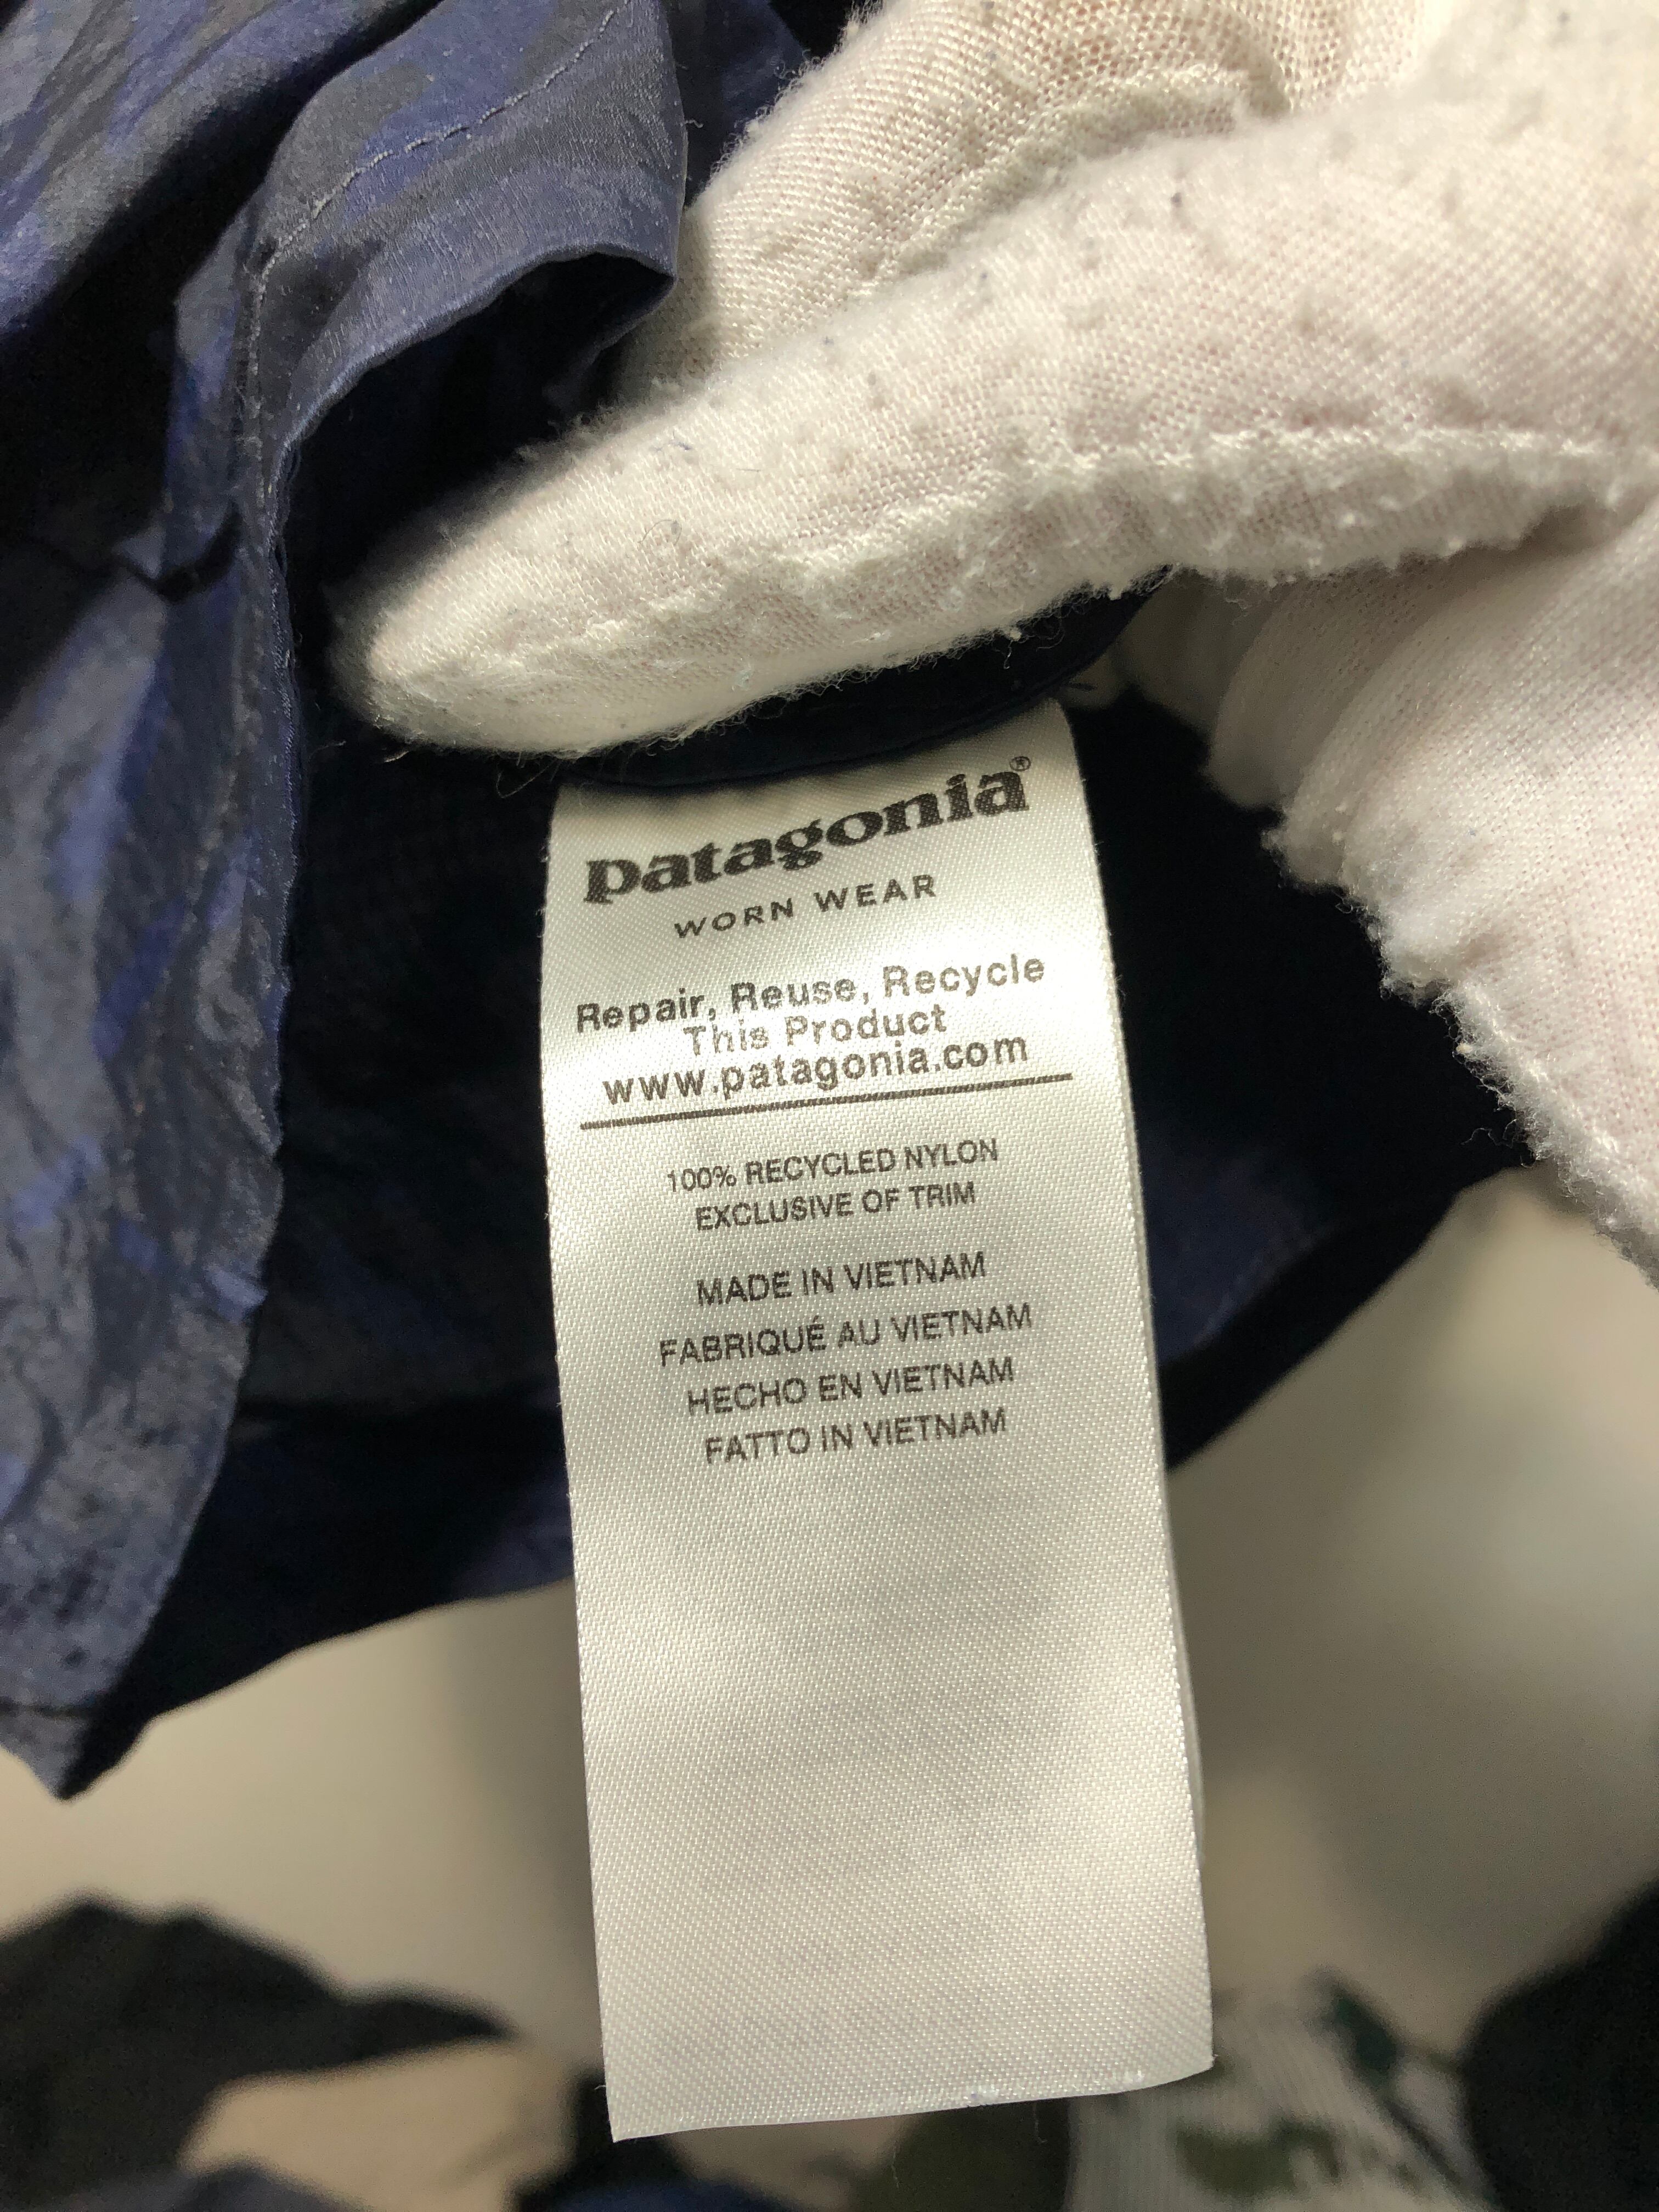 patagonia®
WORN WEAR
Repair, Reuse, Recycle
This Product
www.patagonia.com
100% RECYCLED NYLON
EXCLUSIVE OF TRIM
MADE IN VIETNAM
FABRIQUÉ AU VIETNAM
HECHO EN VIETNAM
FATTO IN VIETNAM